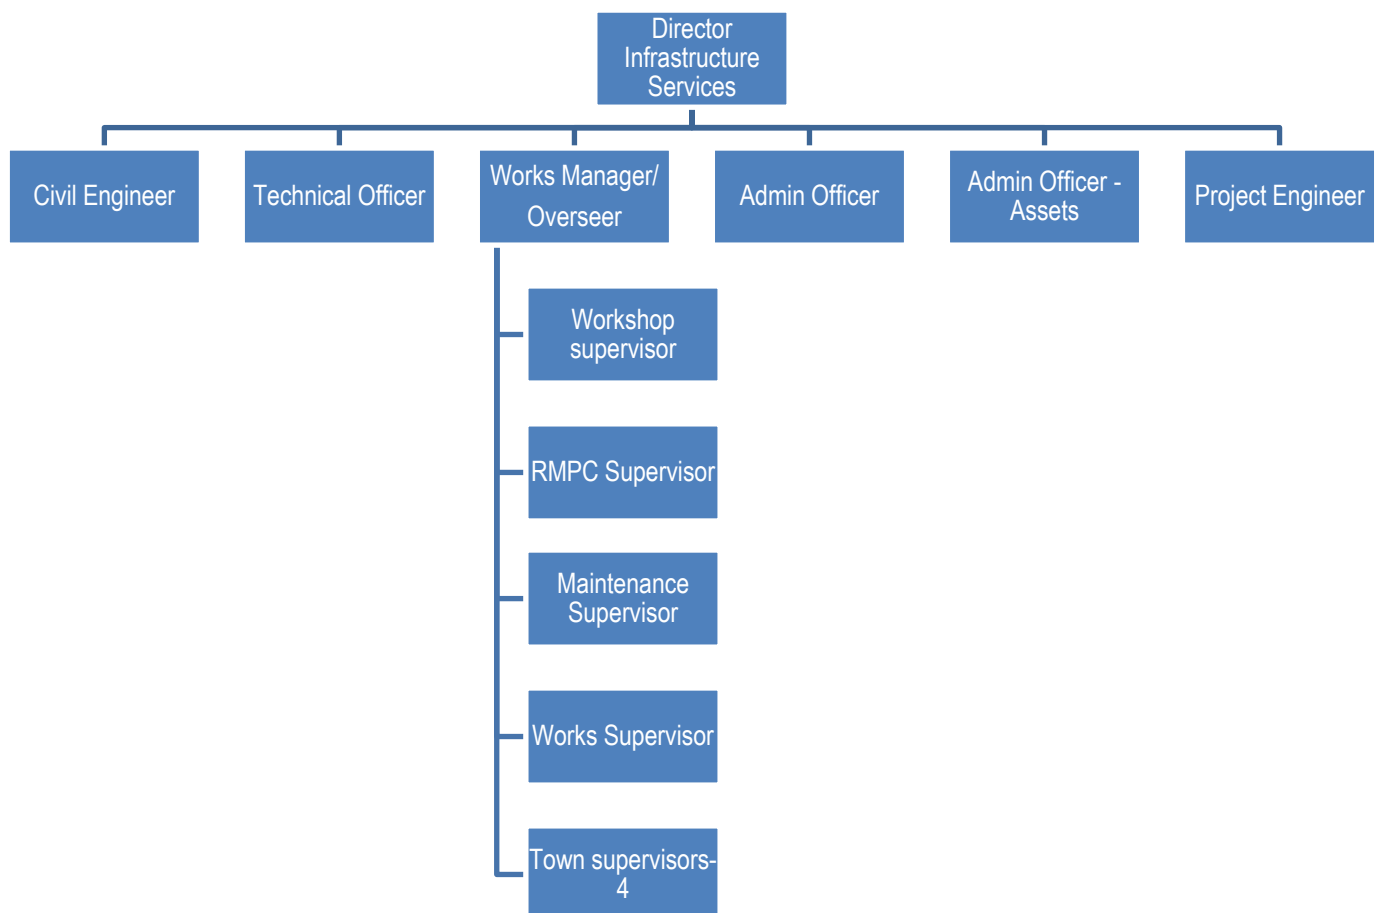 Director
Infrastructure
Services
Civil Engineer
Technical Officer
Works Manager/
Overseer
Admin Officer
Admin Officer -
Assets
Project Engineer
Workshop
supervisor
RMPC Supervisor
Maintenance
Supervisor
Works Supervisor
Town supervisors-
4